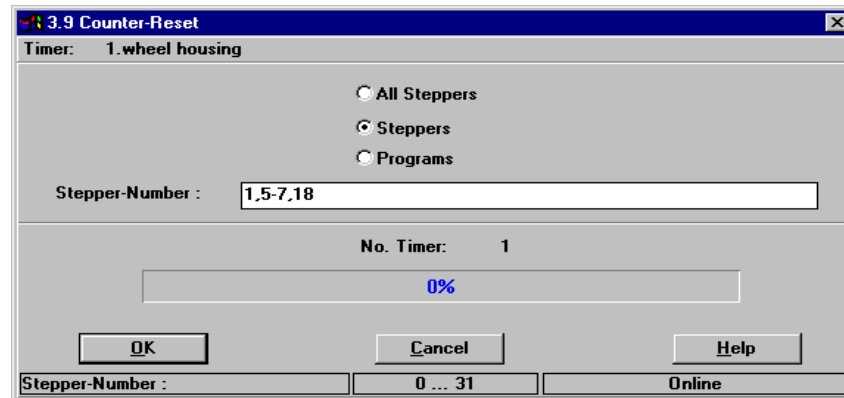 3.9 Counter-Reset
Timer: 1.wheel housing
All Steppers
Steppers
Programs
Stepper-Number : 1,5-7,18
No. Timer: 1
0%
OK Cancel Help
Stepper-Number : 0 ... 31 Online